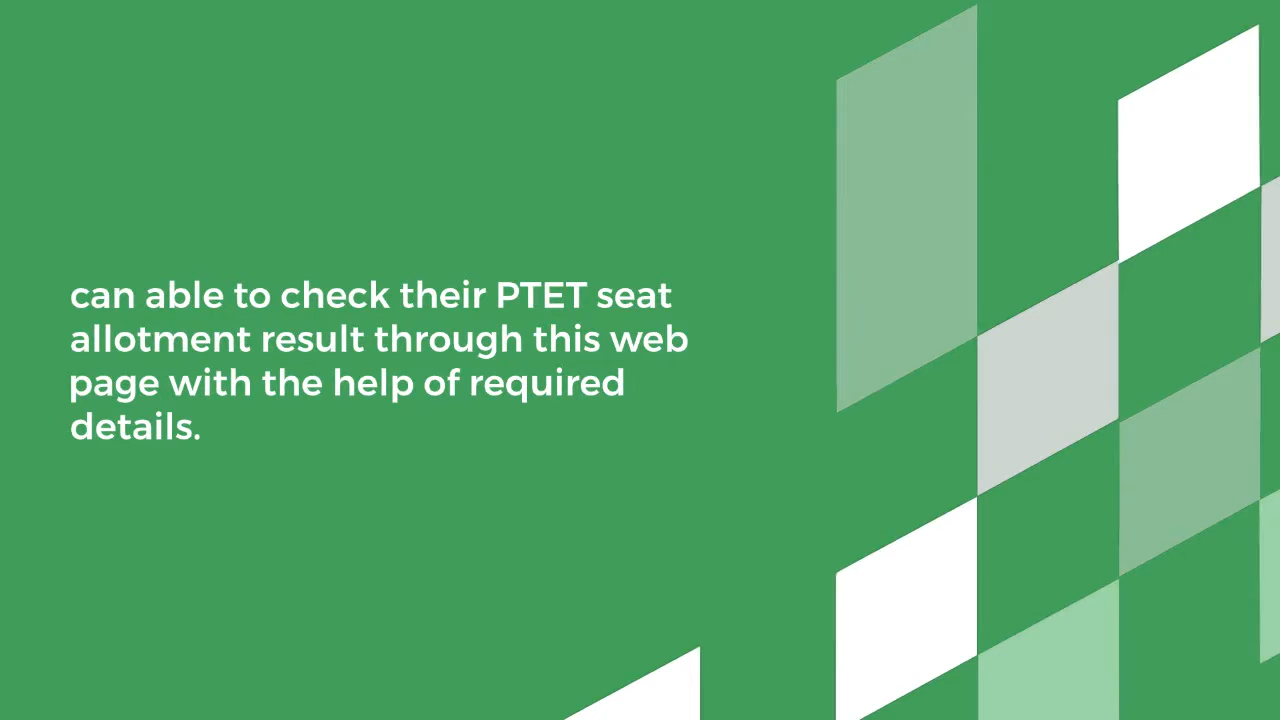 can able to check their PTET seat
allotment result through this web
page with the help of required
details.